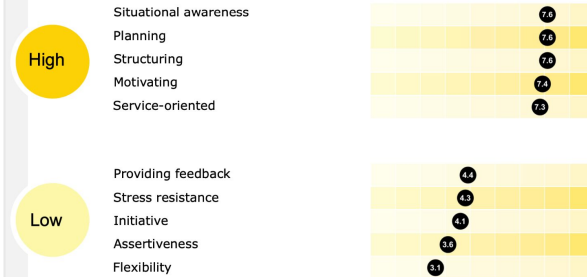 Situational awareness 7.6
Planning 7.6
High
Structuring 7.6
Motivating 7.4
Service-oriented 7.3
Providing feedback 4.4
Stress resistance 4.3
Low
Initiative 4.1
Assertiveness 3.6
Flexibility 3.1